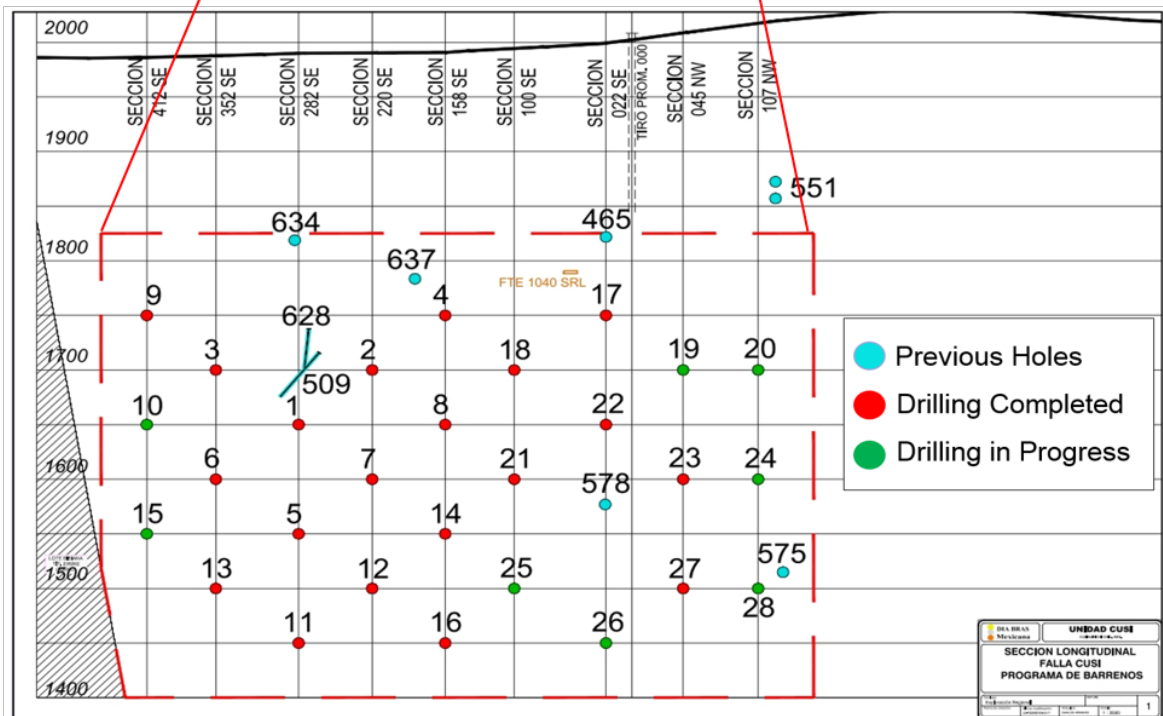 2000
SECCION
412 SE
SECCION
352 SE
SECCION
282 SE
SECCION
220 SE
SECCION
158 SE
SECCION
100 SE
SECCION
022 SE
TIRO PROM. 000
SECCION
045 NW
SECCION
107 NW
1900
551
634
465
1800
637
FTE 1040 SRL
9
4
17
628
3
2
18
19
20
1700
509
10
1
8
22
6
7
21
23
24
1600
578
15
5
14
575
1500
13
12
25
27
28
11
16
26
1400
Previous Holes
Drilling Completed
Drilling in Progress
DIA BRAS
Mexicana
UNIDAD CUSI
SECCION LONGITUDINAL
FALLA CUSI
PROGRAMA DE BARRENOS
Exploración Regional
1